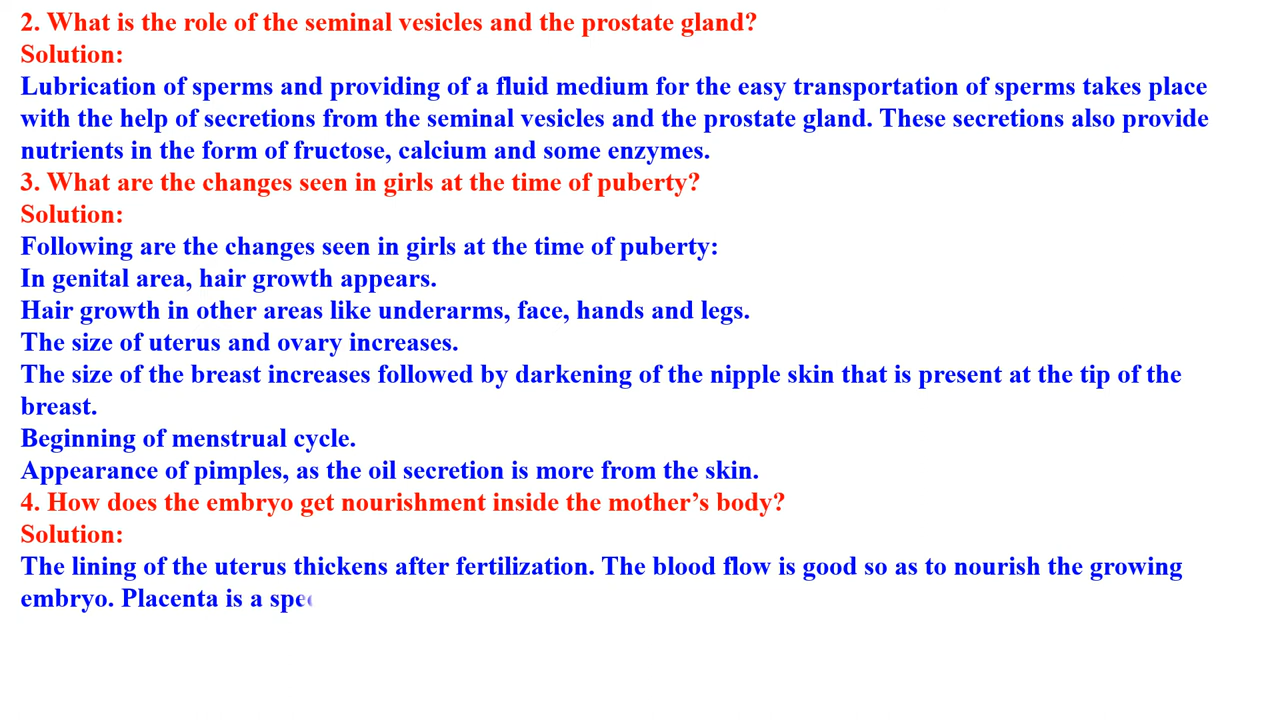 2. What is the role of the seminal vesicles and the prostate gland?
Solution:
Lubrication of sperms and providing of a fluid medium for the easy transportation of sperms takes place
with the help of secretions from the seminal vesicles and the prostate gland. These secretions also provide
nutrients in the form of fructose, calcium and some enzymes.
3. What are the changes seen in girls at the time of puberty?
Solution:
Following are the changes seen in girls at the time of puberty:
In genital area, hair growth appears.
Hair growth in other areas like underarms, face, hands and legs.
The size of uterus and ovary increases.
The size of the breast increases followed by darkening of the nipple skin that is present at the tip of the
breast.
Beginning of menstrual cycle.
Appearance of pimples, as the oil secretion is more from the skin.
4. How does the embryo get nourishment inside the mother’s body?
Solution:
The lining of the uterus thickens after fertilization. The blood flow is good so as to nourish the growing
embryo. Placenta is a